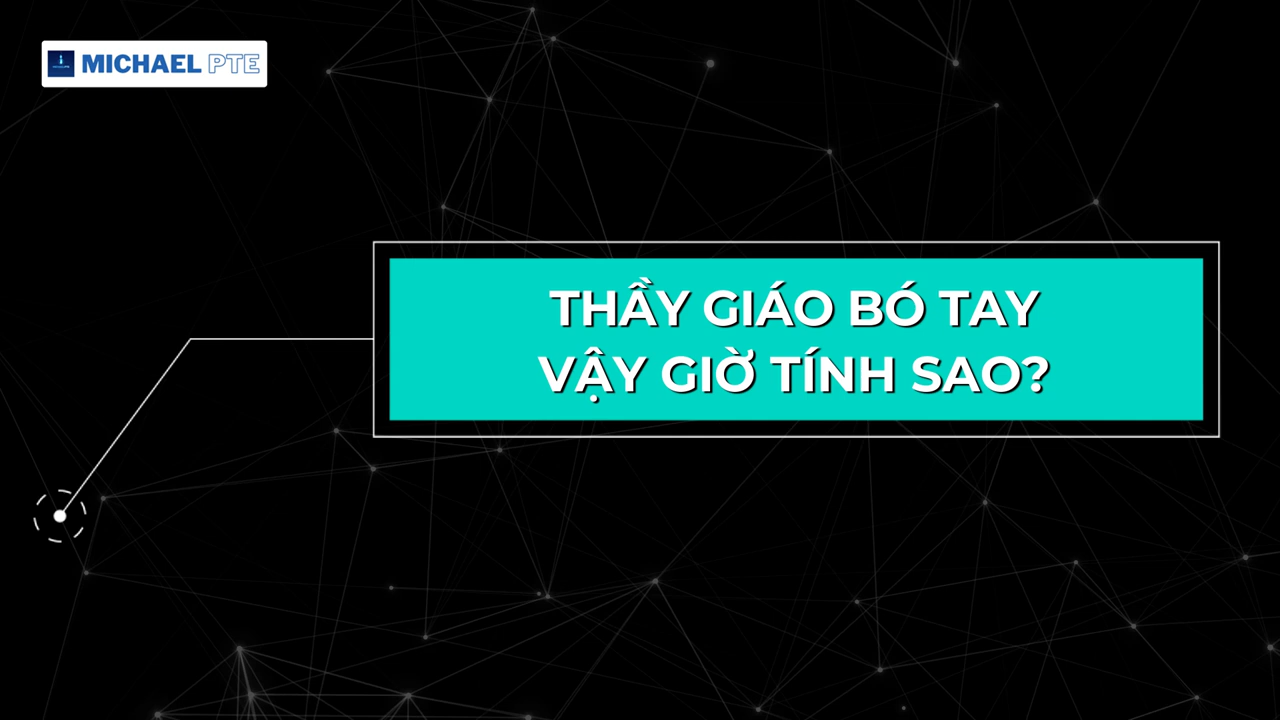 MICHAEL PTE
THẦY GIÁO BÓ TAY
VẬY GIỜ TÍNH SAO?